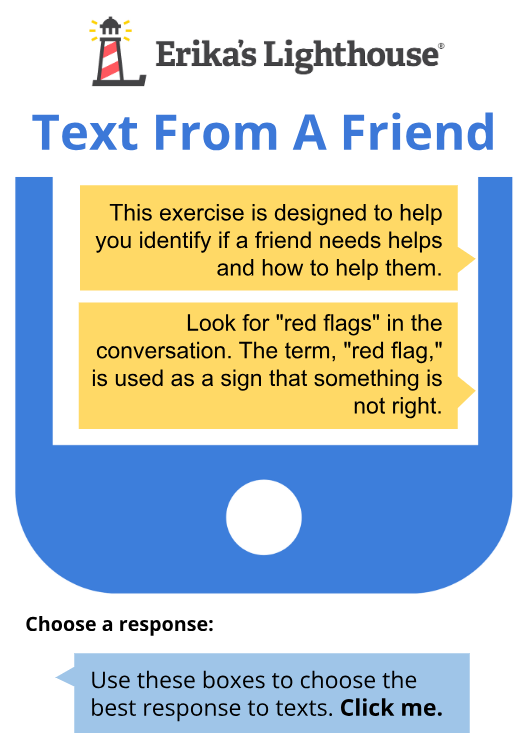 Erika's Lighthouse®
Text From A Friend
This exercise is designed to help
you identify if a friend needs helps
and how to help them.
Look for "red flags" in the
conversation. The term, "red flag,"
is used as a sign that something is
not right.
Choose a response:
Use these boxes to choose the
best response to texts. Click me.